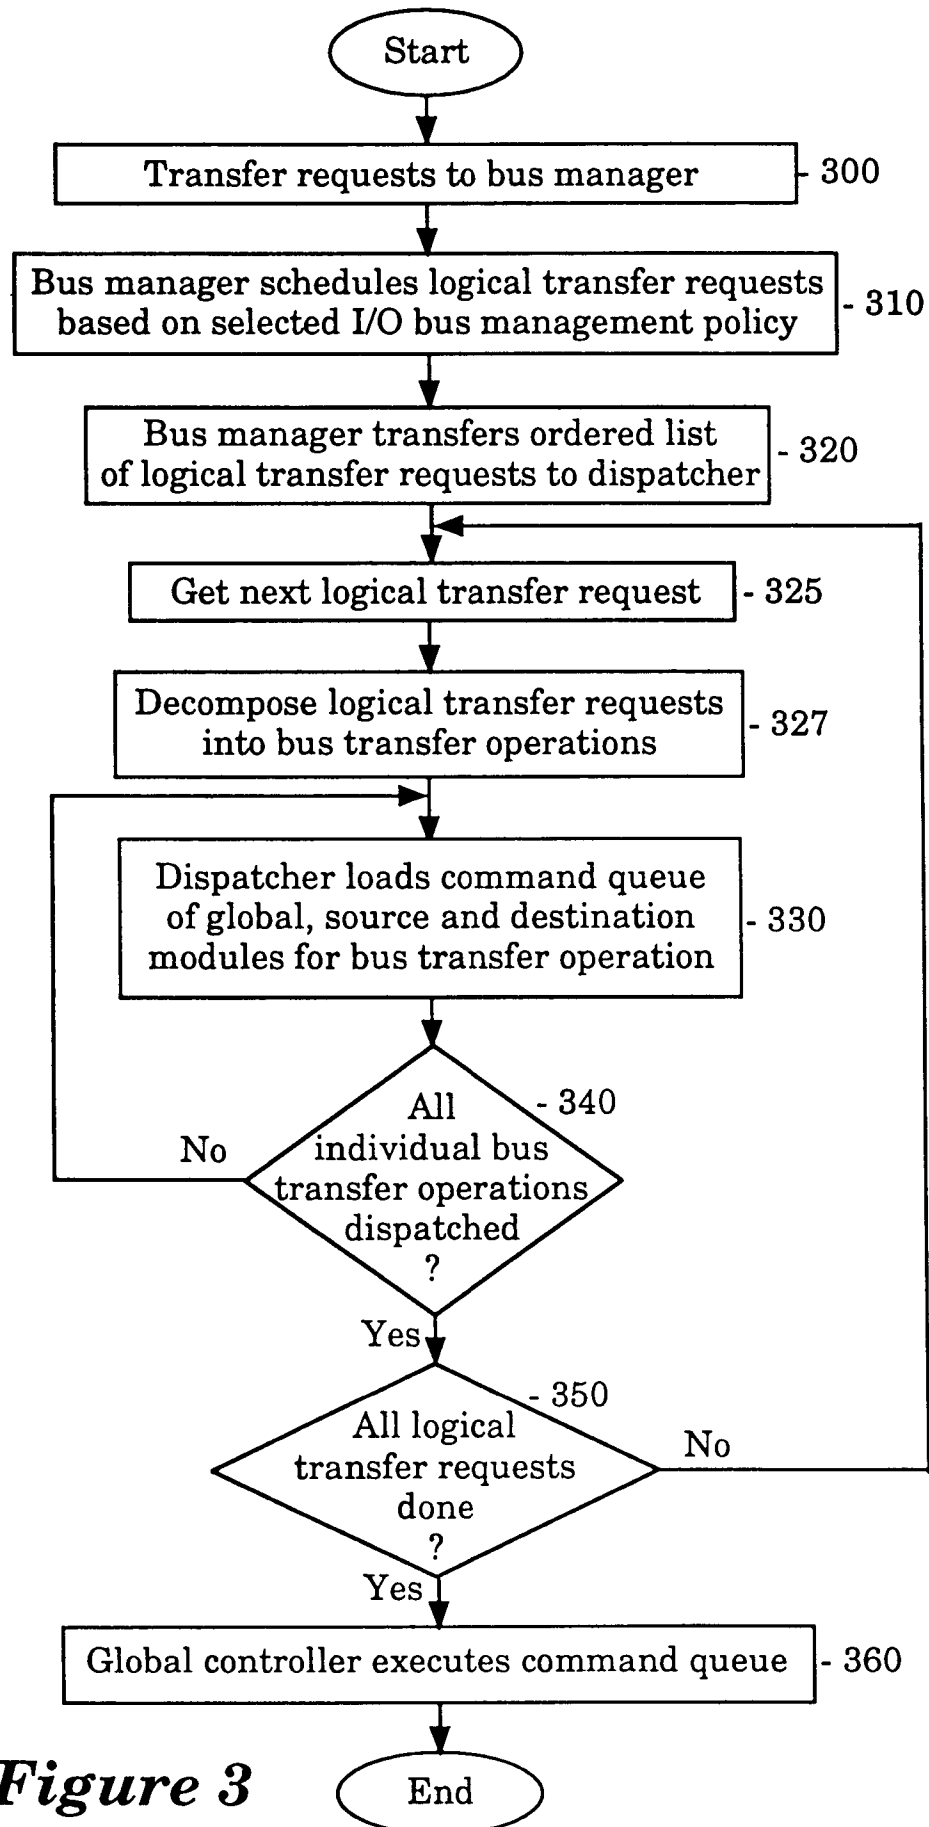 Start
Transfer requests to bus manager - 300
Bus manager schedules logical transfer requests
based on selected I/O bus management policy - 310
Bus manager transfers ordered list
of logical transfer requests to dispatcher - 320
Get next logical transfer request - 325
Decompose logical transfer requests
into bus transfer operations - 327
Dispatcher loads command queue
of global, source and destination - 330
modules for bus transfer operation
- 340
All
individual bus
No
transfer operations
dispatched
?
Yes
- 350
All logical
No
transfer requests
done
?
Yes
Global controller executes command queue - 360
Figure 3
End